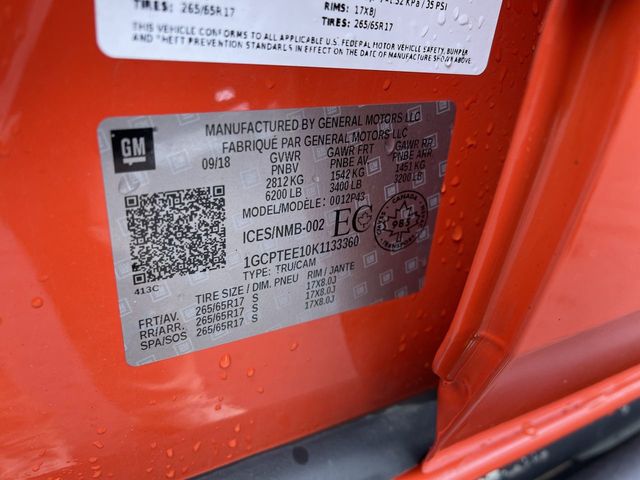 RIMS: 17X8J
TIRES: 265/65R17
TIRES: 265/65R17
THIS VEHICLE CONFORMS TO ALL APPLICABLE U.S. FEDERAL MOTOR VEHICLE SAFETY, BUMPER
AND THEFT PREVENTION STANDARDS IN EFFECT ON THE DATE OF MANUFACTURE SHOWN ABOVE.
GM
MANUFACTURED BY GENERAL MOTORS LLC
FABRIQUÉ PAR GENERAL MOTORS LLC
09/18 GVWR GAWR FRT GAWR RR
PNBV PNBE AV PNBE ARR
2812 KG 1542 KG 1451 KG
6200 LB 3400 LB 3200 LB
MODEL/MODÈLE: 0012P43
ICES/NMB-002 EC CANADA 983
1GCPTEE10K1133360
TYPE: TRU/CAM
413C
TIRE SIZE / DIM. PNEU RIM / JANTE
FRT/AV. 265/65R17 S 17X8.0J
RR/ARR. 265/65R17 S 17X8.0J
SPA/SOS 265/65R17 S 17X8.0J